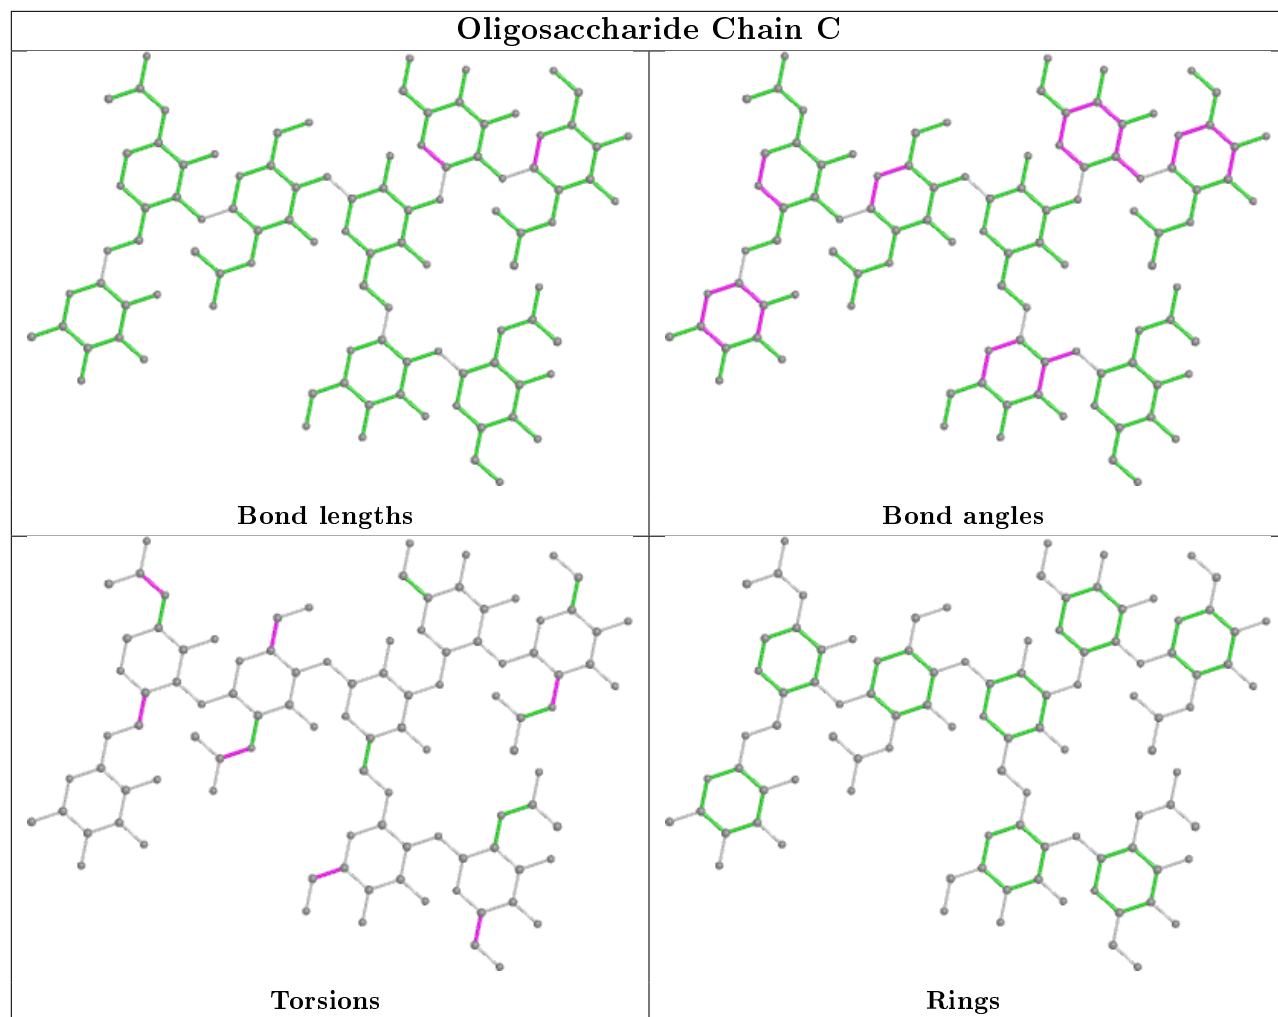 Oligosaccharide Chain C
Bond lengths
Bond angles
Torsions
Rings